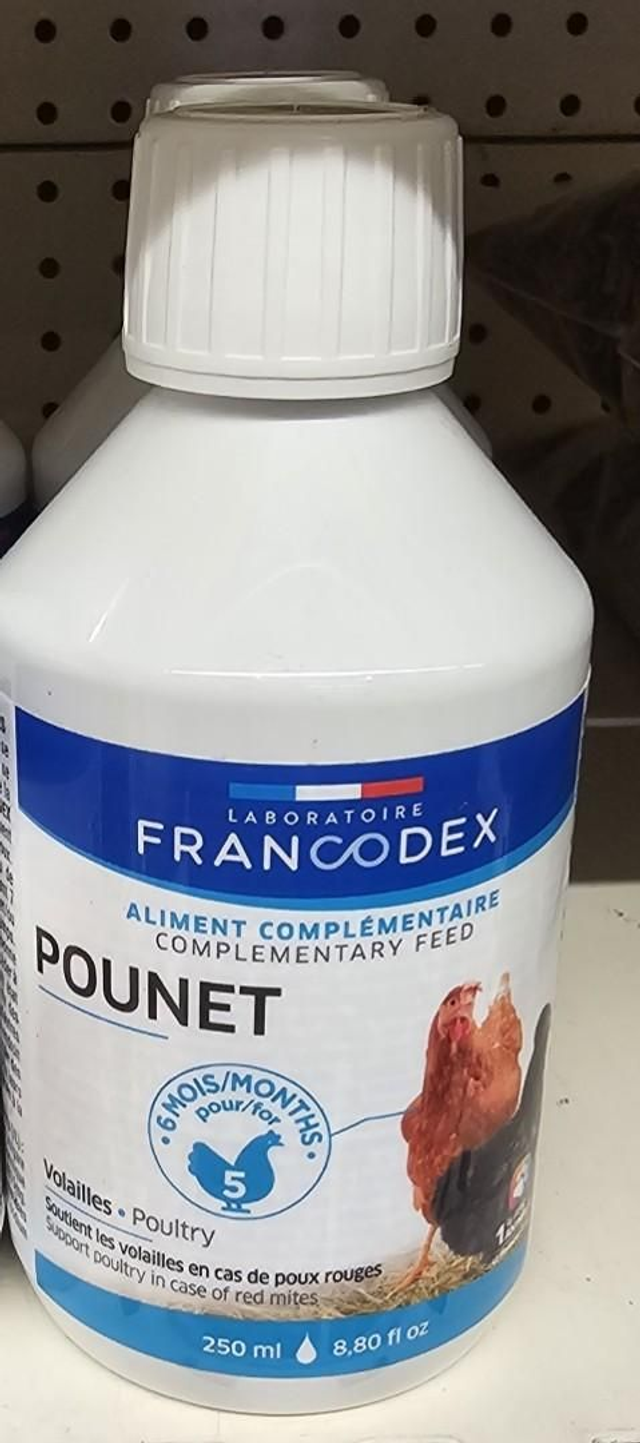 LABORATOIRE
FRANCODEX
ALIMENT COMPLÉMENTAIRE
COMPLEMENTARY FEED
POUNET
6 MOIS/MONTHS
pour/for
5
Volailles • Poultry
Soutient les volailles en cas de poux rouges
Support poultry in case of red mites
1
250 ml 8,80 fl oz